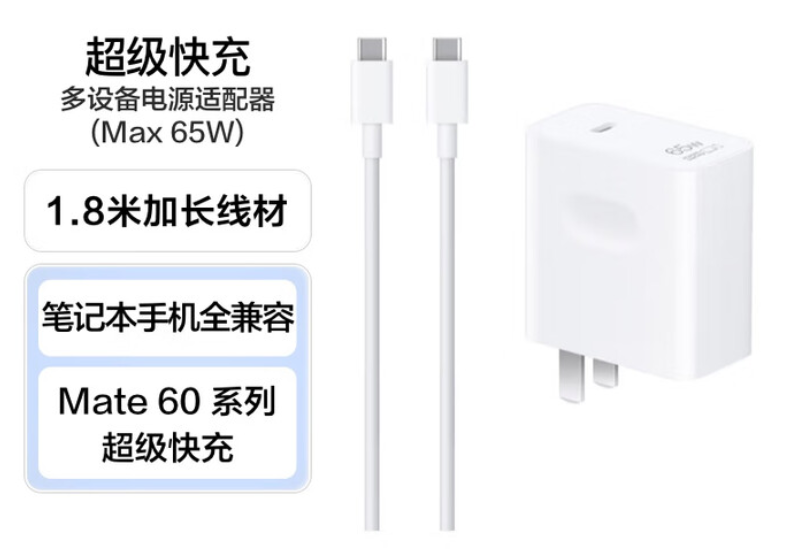 超级快充
多设备电源适配器
(Max 65W)
1.8米加长线材
笔记本手机全兼容
Mate 60 系列
超级快充
65W